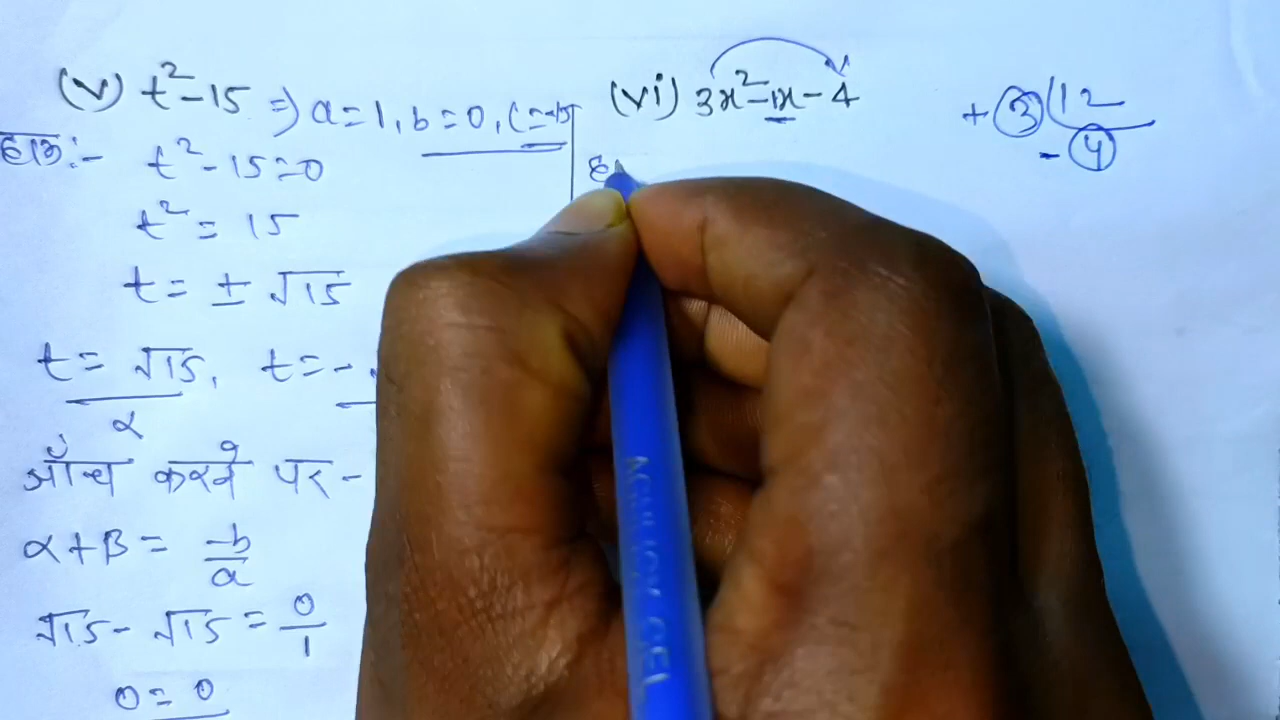 (v) t²-15 => a=1, b=0, c=-15
हल:- t²-15=0
t² = 15
t = ± √15
t = √15, t = -
α
जाँच करने पर-
α+β = -b/a
√15 - √15 = 0/1
0 = 0
(vi) 3x²-1x-4
+3 | 12
-4